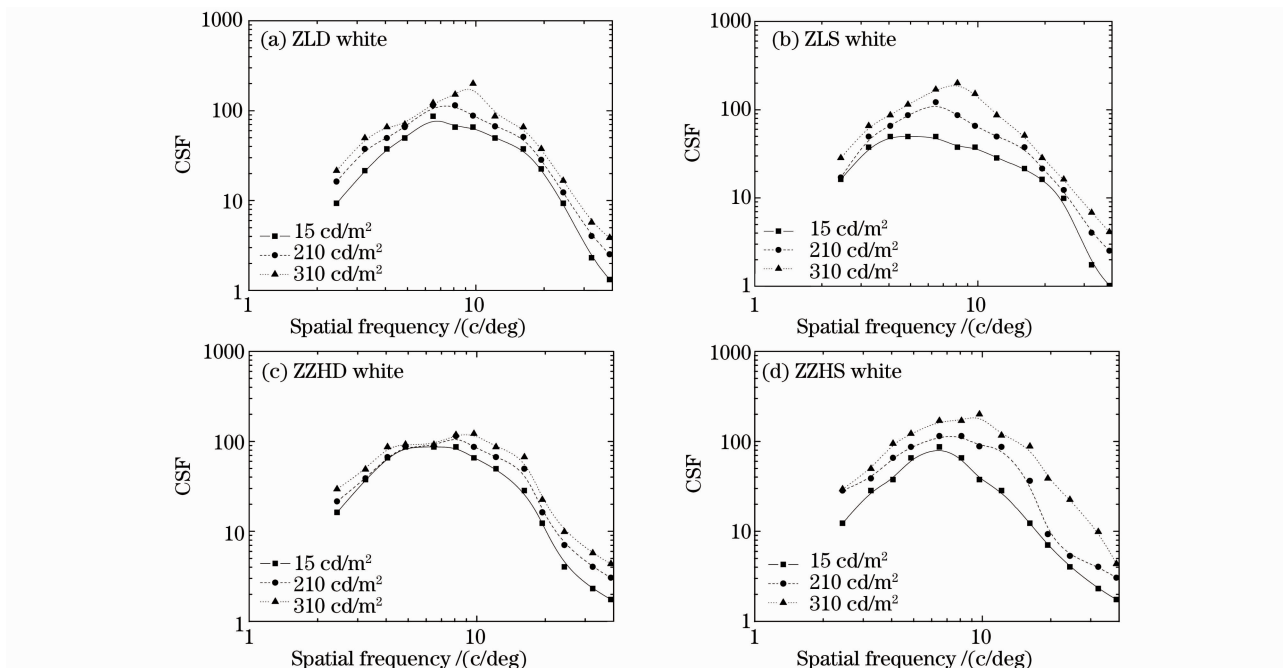 (a) ZLD white
1000
100
10
1
CSF
15 cd/m²
210 cd/m²
310 cd/m²
1
10
Spatial frequency /(c/deg)
(b) ZLS white
1000
100
10
1
CSF
15 cd/m²
210 cd/m²
310 cd/m²
1
10
Spatial frequency /(c/deg)
(c) ZZHD white
1000
100
10
1
CSF
15 cd/m²
210 cd/m²
310 cd/m²
1
10
Spatial frequency /(c/deg)
(d) ZZHS white
1000
100
10
1
CSF
15 cd/m²
210 cd/m²
310 cd/m²
1
10
Spatial frequency /(c/deg)